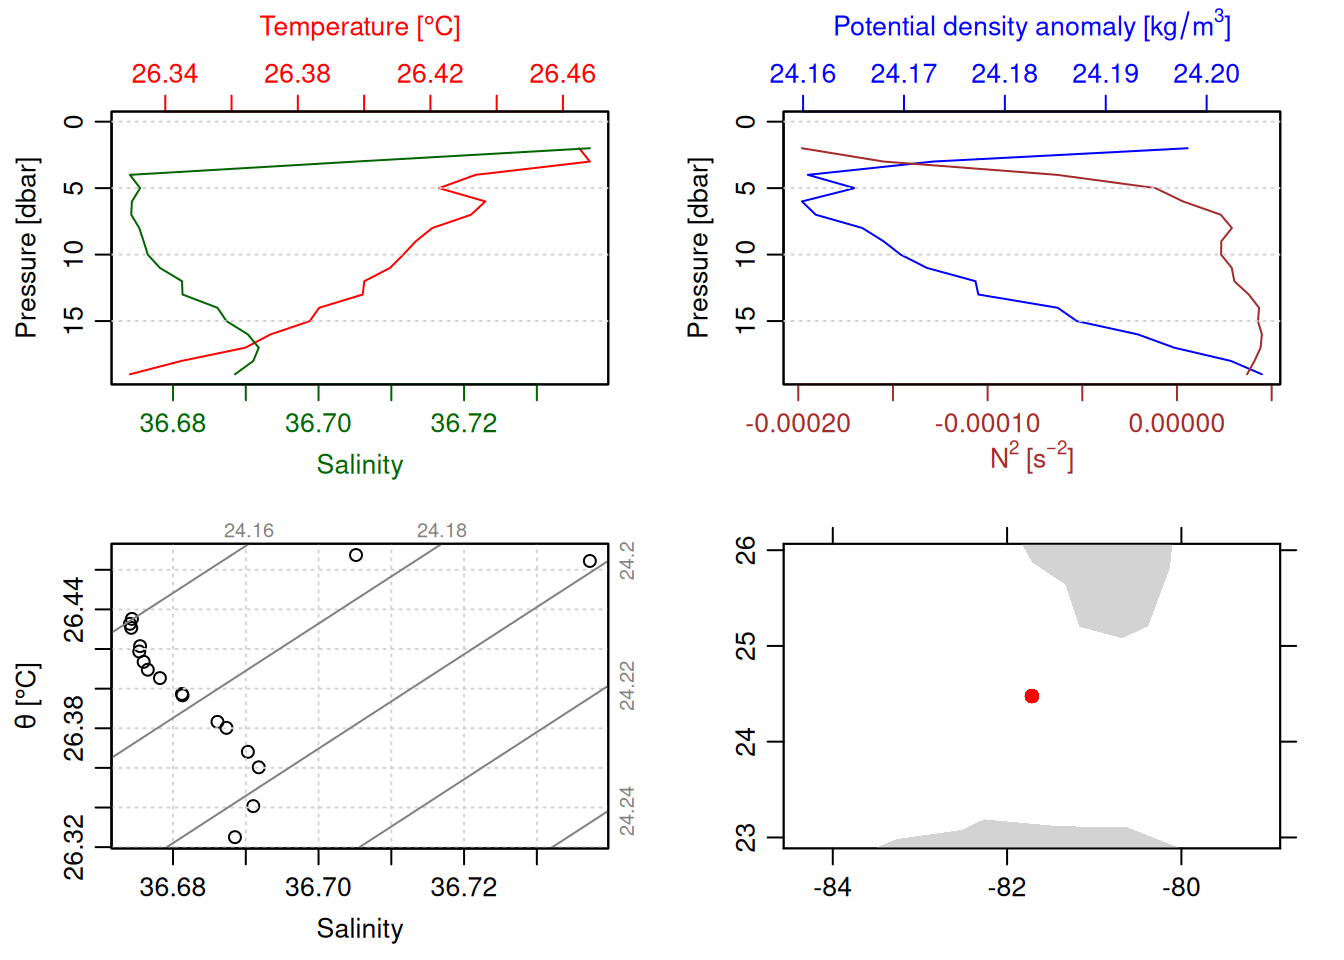 Temperature [°C]
26.34 26.38 26.42 26.46
0
5
10
15
Pressure [dbar]
36.68 36.70 36.72
Salinity
Potential density anomaly [kg/m³]
24.16 24.17 24.18 24.19 24.20
0
5
10
15
Pressure [dbar]
-0.00020 -0.00010 0.00000
N² [s⁻²]
24.16 24.18
24.2
24.22
24.24
26.44
26.38
26.32
θ [°C]
36.68 36.70 36.72
Salinity
26
25
24
23
-84 -82 -80